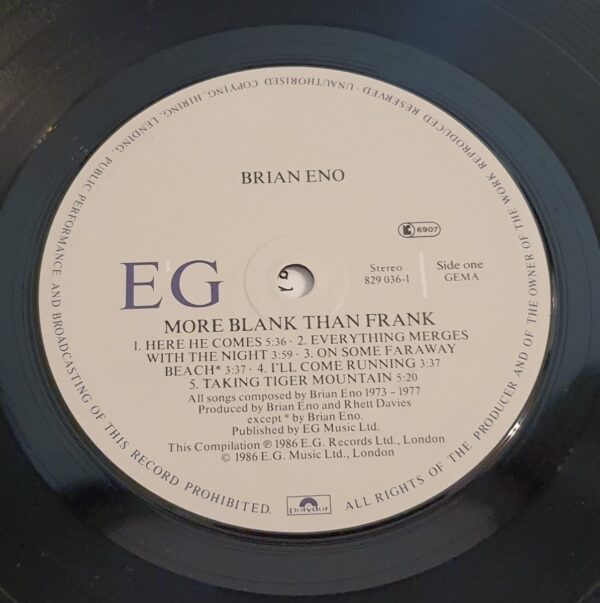 BRIAN ENO
LC 6907
EG
Stereo
829 036-1
Side one
GEMA
MORE BLANK THAN FRANK
1. HERE HE COMES 5:36 · 2. EVERYTHING MERGES
WITH THE NIGHT 3:59 · 3. ON SOME FARAWAY
BEACH* 3:37 · 4. I'LL COME RUNNING 3:37
5. TAKING TIGER MOUNTAIN 5:20
All songs composed by Brian Eno 1973 - 1977
Produced by Brian Eno and Rhett Davies
except * by Brian Eno.
Published by EG Music Ltd.
This Compilation ℗ 1986 E.G. Records Ltd., London
© 1986 E.G. Music Ltd., London
polydor
ALL RIGHTS OF THE PRODUCER AND OF THE OWNER OF THE WORK REPRODUCED RESERVED · UNAUTHORISED COPYING, HIRING, LENDING, PUBLIC PERFORMANCE AND BROADCASTING OF THIS RECORD PROHIBITED.